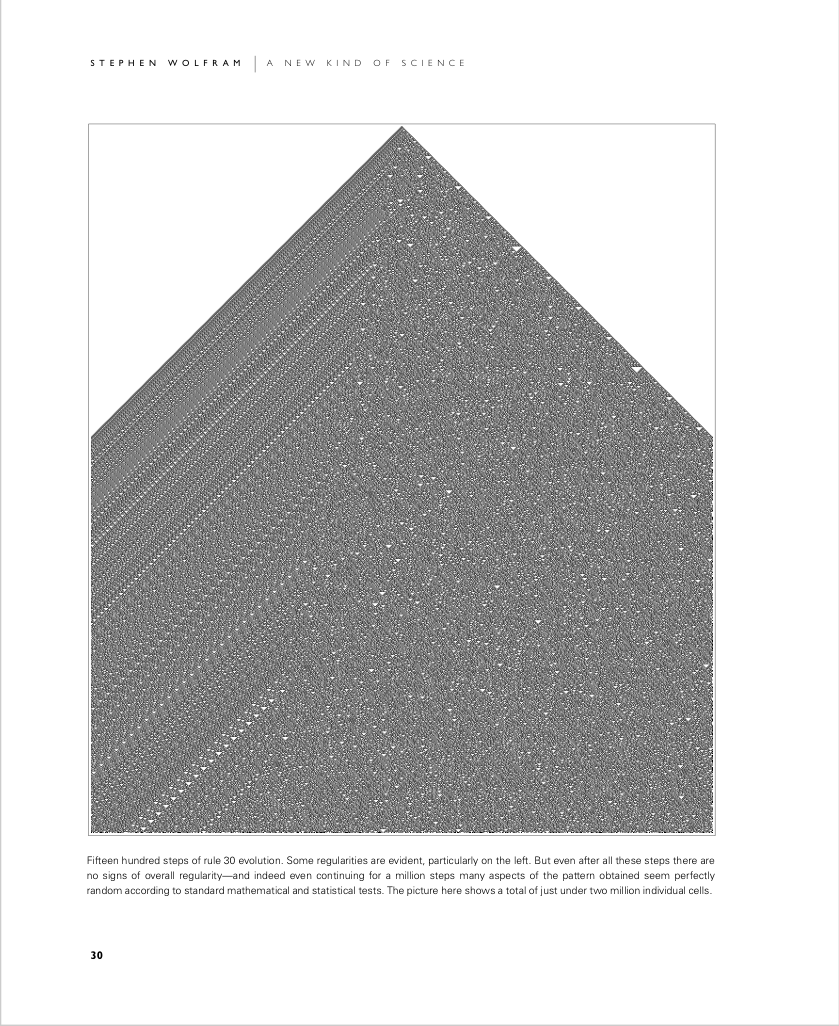 STEPHEN WOLFRAM | A NEW KIND OF SCIENCE
Fifteen hundred steps of rule 30 evolution. Some regularities are evident, particularly on the left. But even after all these steps there are
no signs of overall regularity—and indeed even continuing for a million steps many aspects of the pattern obtained seem perfectly
random according to standard mathematical and statistical tests. The picture here shows a total of just under two million individual cells.
30